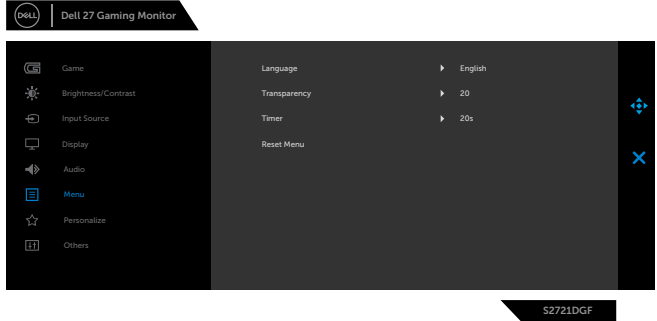 DELL
Dell 27 Gaming Monitor
Game
Brightness/Contrast
Input Source
Display
Audio
Menu
Personalize
Others
Language English
Transparency 20
Timer 20s
Reset Menu
S2721DGF